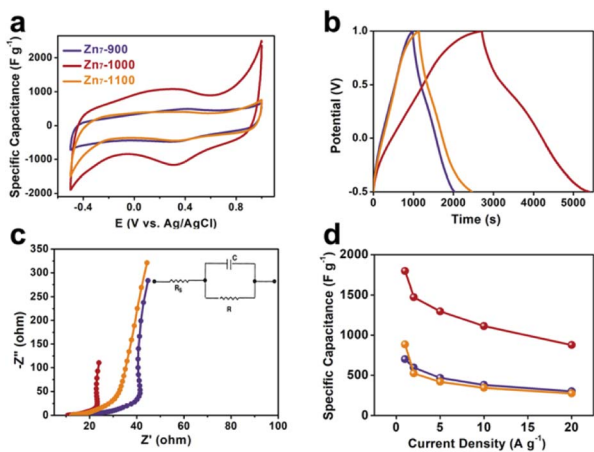 a
Specific Capacitance (F g⁻¹)
2000
1000
0
-1000
-2000
Zn₇-900
Zn₇-1000
Zn₇-1100
-0.4
0.0
0.4
0.8
E (V vs. Ag/AgCl)
b
Potential (V)
1.0
0.5
0.0
-0.5
0
1000
2000
3000
4000
5000
Time (s)
c
-Z'' (ohm)
350
300
250
200
150
100
50
0
C
Rs
R
20
40
60
80
100
Z' (ohm)
d
Specific Capacitance (F g⁻¹)
2000
1500
1000
500
0
0
5
10
15
20
Current Density (A g⁻¹)